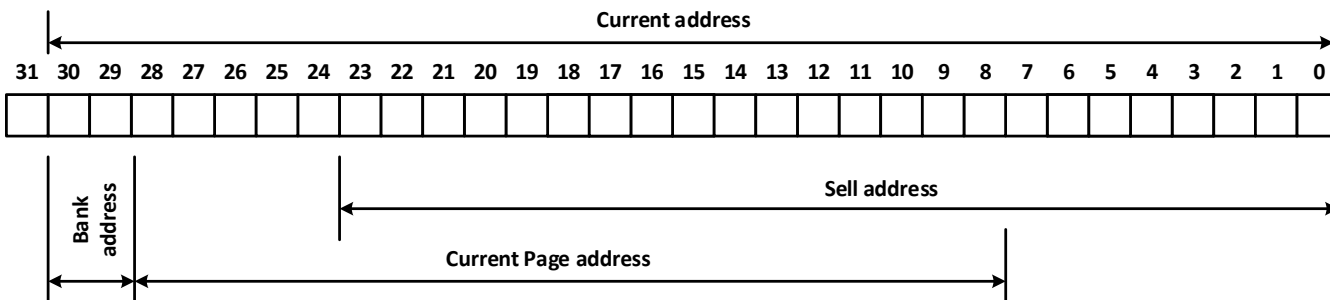 Current address
31 30 29 28 27 26 25 24 23 22 21 20 19 18 17 16 15 14 13 12 11 10 9 8 7 6 5 4 3 2 1 0
Bank
address
Sell address
Current Page address